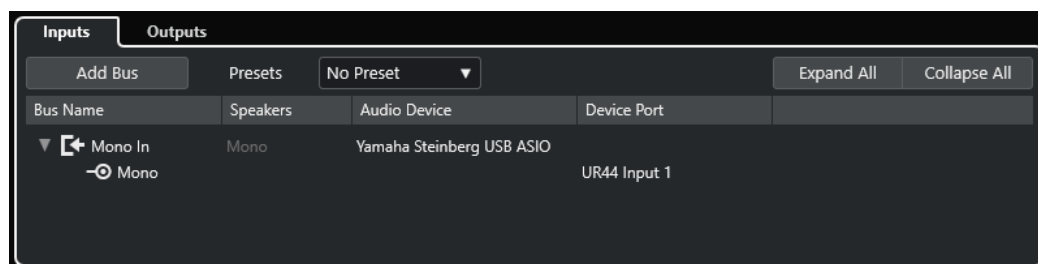 Inputs Outputs
Add Bus Presets No Preset Expand All Collapse All
Bus Name Speakers Audio Device Device Port
Mono In Mono Yamaha Steinberg USB ASIO
Mono UR44 Input 1